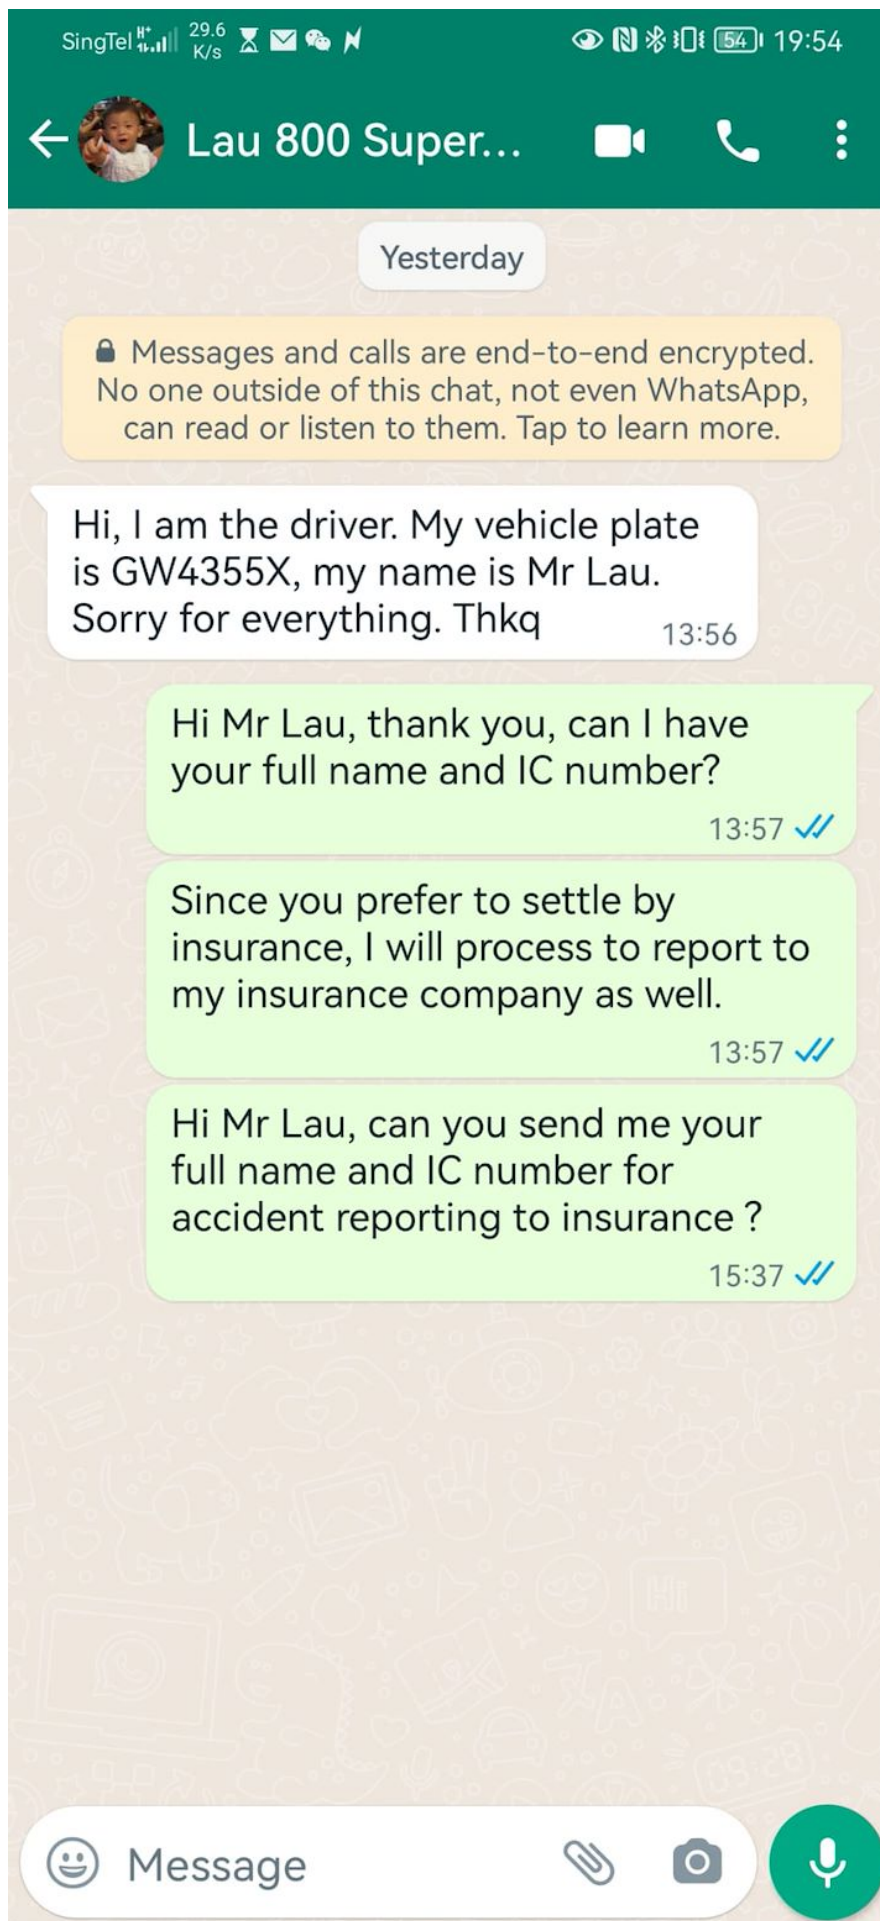 SingTel H+ 29.6 K/s 54 19:54
Lau 800 Super...
Yesterday
Messages and calls are end-to-end encrypted.
No one outside of this chat, not even WhatsApp,
can read or listen to them. Tap to learn more.
Hi, I am the driver. My vehicle plate
is GW4355X, my name is Mr Lau.
Sorry for everything. Thkq
13:56
Hi Mr Lau, thank you, can I have
your full name and IC number?
13:57
Since you prefer to settle by
insurance, I will process to report to
my insurance company as well.
13:57
Hi Mr Lau, can you send me your
full name and IC number for
accident reporting to insurance ?
15:37
Hi
09:28
Message